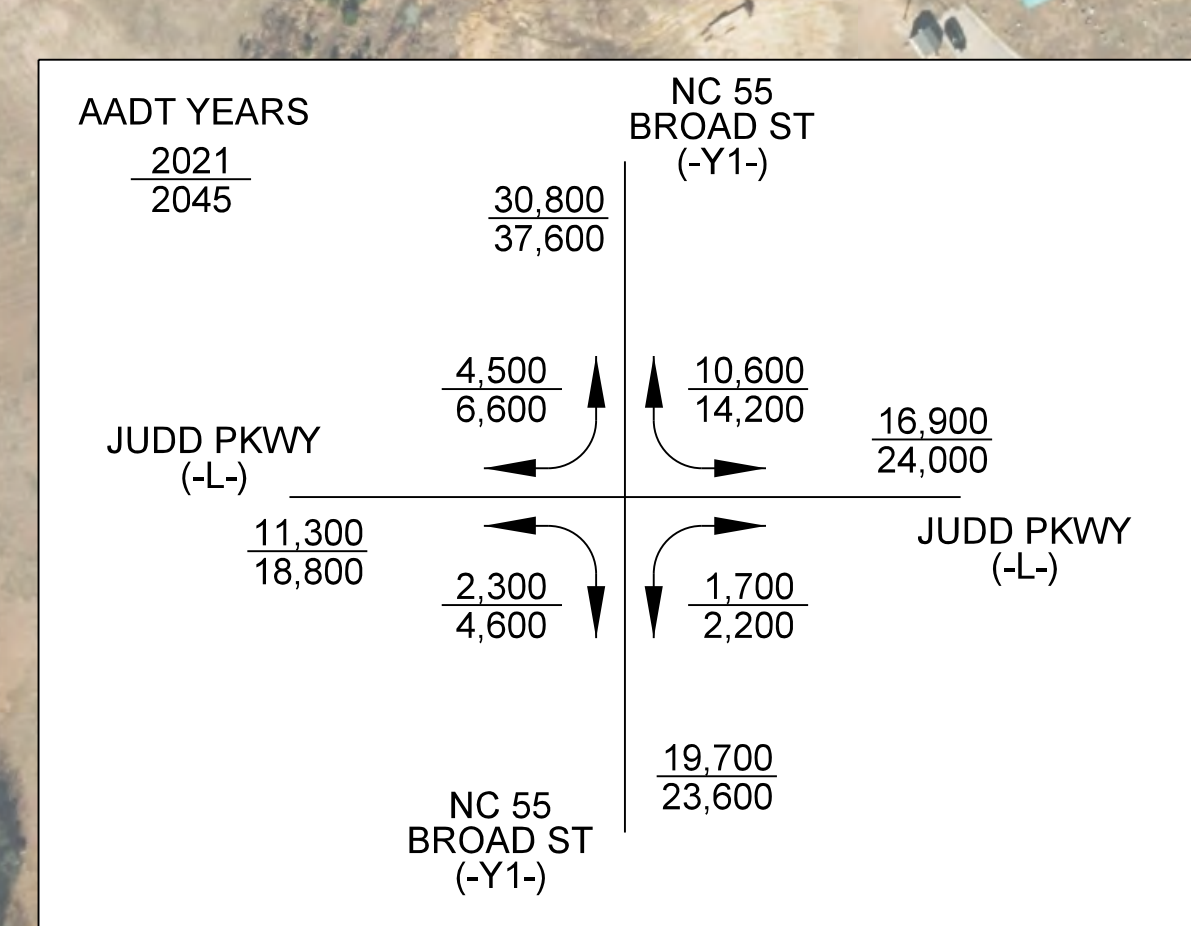 AADT YEARS
2021
2045
NC 55
BROAD ST
(-Y1-)
30,800
37,600
4,500
6,600
10,600
14,200
16,900
24,000
JUDD PKWY
(-L-)
11,300
18,800
JUDD PKWY
(-L-)
2,300
4,600
1,700
2,200
19,700
23,600
NC 55
BROAD ST
(-Y1-)